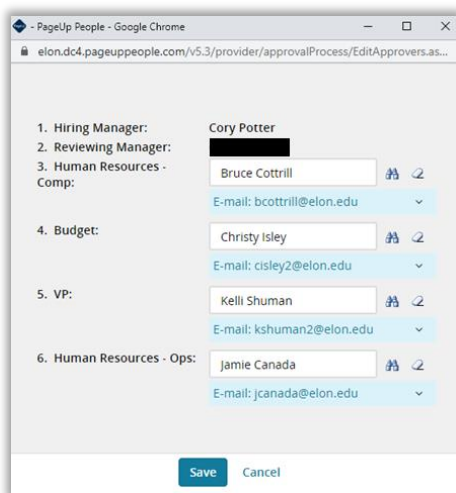 - PageUp People - Google Chrome
elon.dc4.pageuppeople.com/v5.3/provider/approvalProcess/EditApprovers.as...
1. Hiring Manager: Cory Potter
2. Reviewing Manager:
3. Human Resources - Comp: Bruce Cottrill
E-mail: bcottrill@elon.edu
4. Budget: Christy Isley
E-mail: cisley2@elon.edu
5. VP: Kelli Shuman
E-mail: kshuman2@elon.edu
6. Human Resources - Ops: Jamie Canada
E-mail: jcanada@elon.edu
Save Cancel